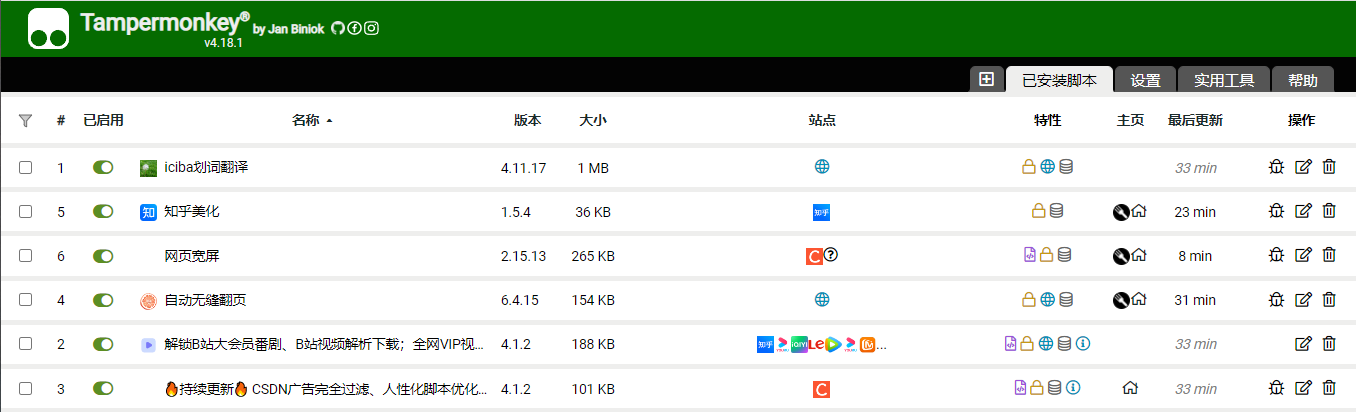 Tampermonkey® by Jan Biniok
v4.18.1
已安装脚本 设置 实用工具 帮助
# 已启用 名称 版本 大小 站点 特性 主页 最后更新 操作
1 iciba划词翻译 4.11.17 1 MB 33 min
5 知 知乎美化 1.5.4 36 KB 知乎 23 min
6 网页宽屏 2.15.13 265 KB C 8 min
4 自动无缝翻页 6.4.15 154 KB 31 min
2 解锁B站大会员番剧、B站视频解析下载；全网VIP视... 4.1.2 188 KB 知乎 YOUKU iQIYI Le YOUKU ... 33 min
3 🔥持续更新🔥 CSDN广告完全过滤、人性化脚本优化... 4.1.2 101 KB C 33 min